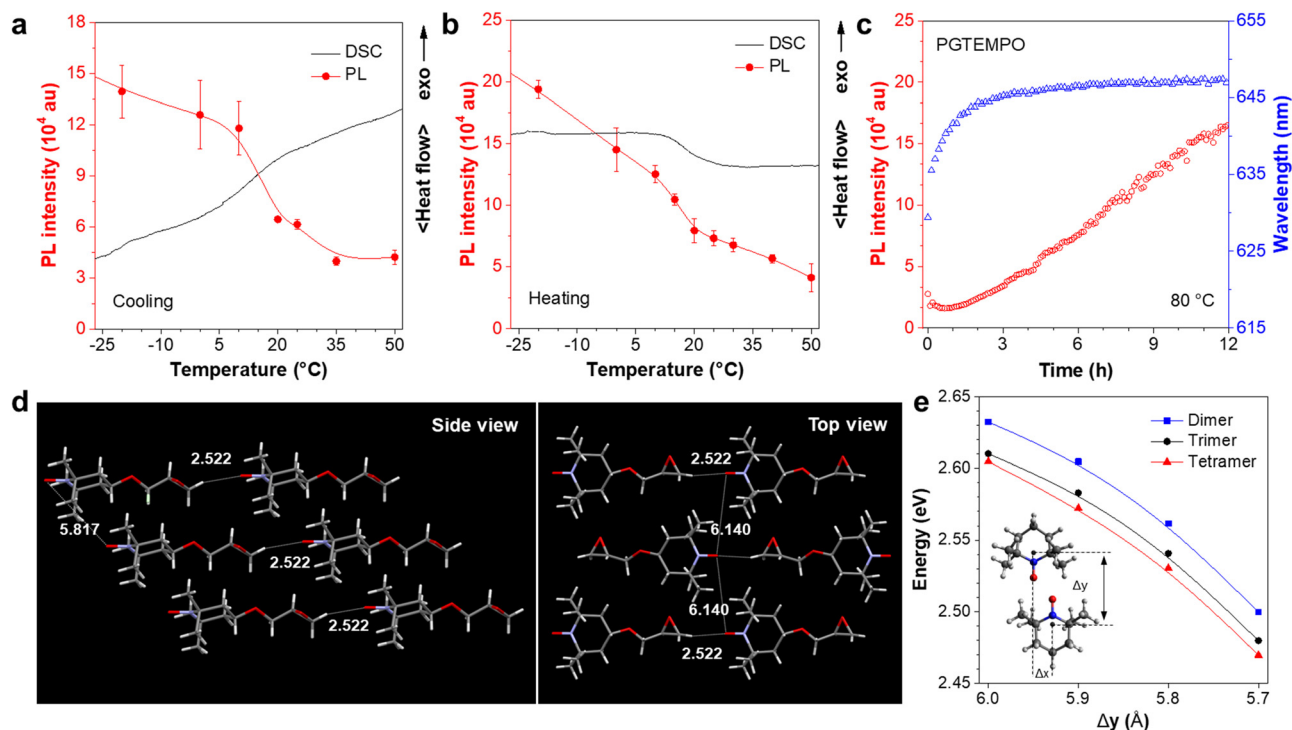 a
PL intensity (10⁴ au)
18
15
12
9
6
3
0
DSC
PL
Cooling
-25
-10
5
20
35
50
Temperature (°C)
<Heat flow> exo
b
PL intensity (10⁴ au)
25
20
15
10
5
0
DSC
PL
Heating
-25
-10
5
20
35
50
Temperature (°C)
<Heat flow> exo
c
PL intensity (10⁴ au)
25
20
15
10
5
0
PGTEMPO
80 °C
0
3
6
9
12
Time (h)
655
645
635
625
615
Wavelength (nm)
d
Side view
2.522
5.817
2.522
2.522
Top view
2.522
6.140
6.140
2.522
e
Energy (eV)
2.65
2.60
2.55
2.50
2.45
Dimer
Trimer
Tetramer
Δy
Δx
6.0
5.9
5.8
5.7
Δy (Å)